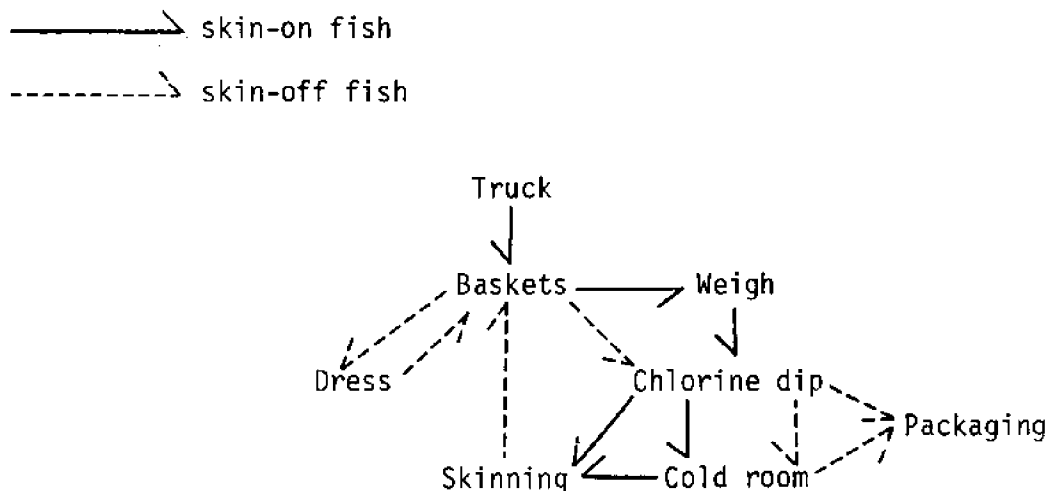 skin-on fish
skin-off fish
Truck
Baskets Weigh
Dress Chlorine dip
Packaging
Skinning Cold room